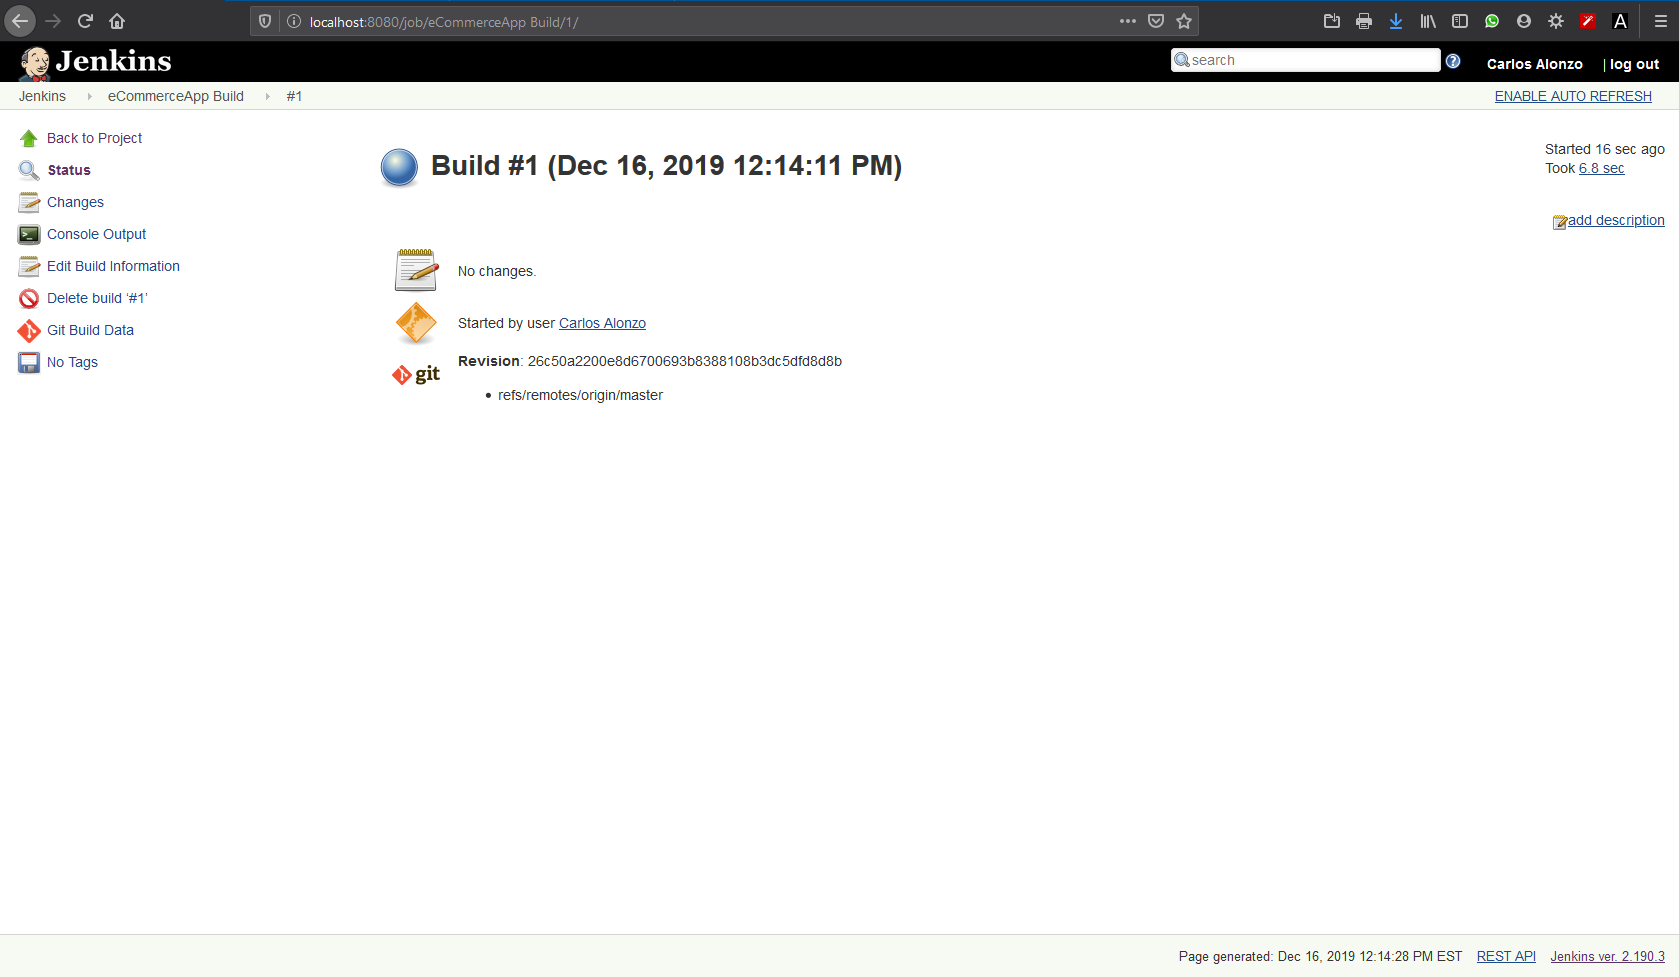 localhost:8080/job/eCommerceApp Build/1/
Jenkins
search
Carlos Alonzo | log out
Jenkins eCommerceApp Build #1
ENABLE AUTO REFRESH
Back to Project
Status
Changes
Console Output
Edit Build Information
Delete build ‘#1’
Git Build Data
No Tags
Build #1 (Dec 16, 2019 12:14:11 PM)
Started 16 sec ago
Took 6.8 sec
add description
No changes.
Started by user Carlos Alonzo
git
Revision: 26c50a2200e8d6700693b8388108b3dc5dfd8d8b
• refs/remotes/origin/master
Page generated: Dec 16, 2019 12:14:28 PM EST REST API Jenkins ver. 2.190.3